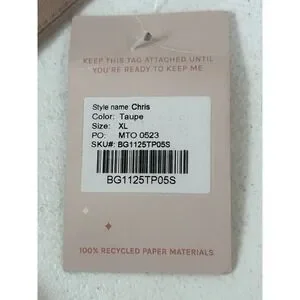 KEEP THIS TAG ATTACHED UNTIL
YOU'RE READY TO KEEP ME
Style name: Chris
Color: Taupe
Size: XL
PO: MTO 0523
SKU#: BG1125TP05S
BG1125TP05S
100% RECYCLED PAPER MATERIALS